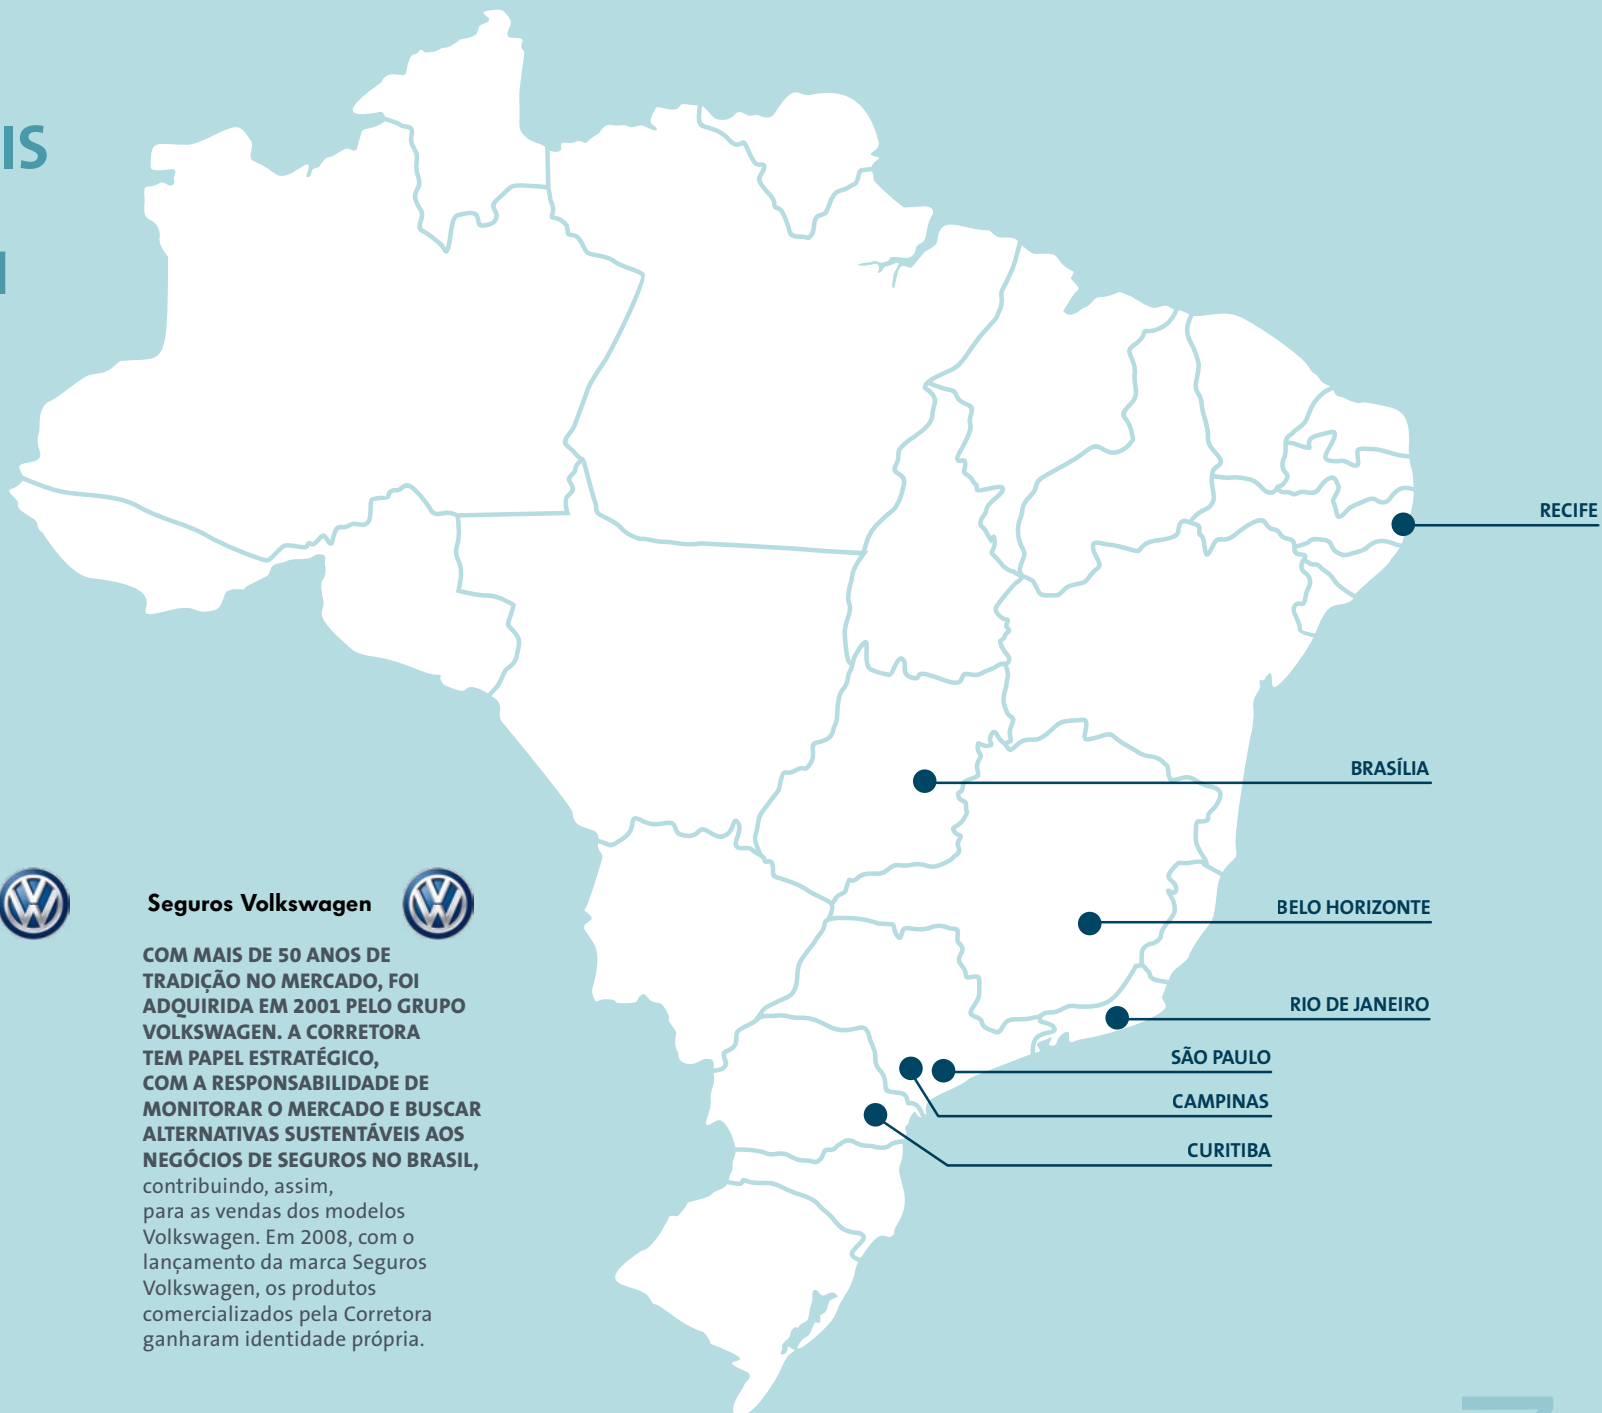 IS
RECIFE
BRASÍLIA
BELO HORIZONTE
RIO DE JANEIRO
SÃO PAULO
CAMPINAS
CURITIBA
Seguros Volkswagen
COM MAIS DE 50 ANOS DE
TRADIÇÃO NO MERCADO, FOI
ADQUIRIDA EM 2001 PELO GRUPO
VOLKSWAGEN. A CORRETORA
TEM PAPEL ESTRATÉGICO,
COM A RESPONSABILIDADE DE
MONITORAR O MERCADO E BUSCAR
ALTERNATIVAS SUSTENTÁVEIS AOS
NEGÓCIOS DE SEGUROS NO BRASIL,
contribuindo, assim,
para as vendas dos modelos
Volkswagen. Em 2008, com o
lançamento da marca Seguros
Volkswagen, os produtos
comercializados pela Corretora
ganharam identidade própria.